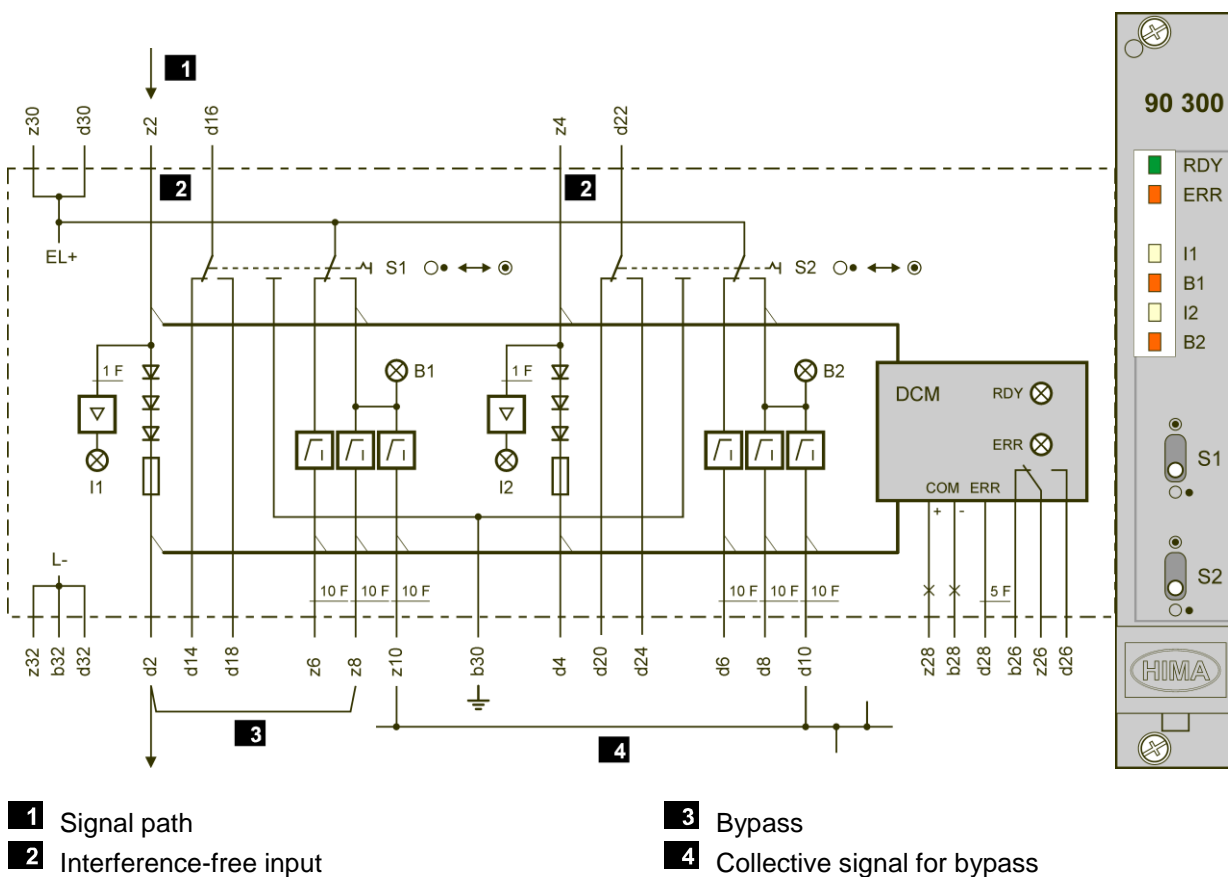 1
z30 d30 z2 d16 z4 d22
90 300
2 2
RDY
ERR
EL+ S1 S2
I1
B1
I2
B2
1 F B1 1 F B2
DCM RDY
ERR
I1 I2
COM ERR
+ -
S1
L-
10 F 10 F 10 F 10 F 10 F 10 F 5 F
S2
z32 b32 d32 d2 d14 d18 z6 z8 z10 b30 d4 d20 d24 d6 d8 d10 z28 b28 d28 b26 z26 d26
HIMA
3
4
1 Signal path
2 Interference-free input
3 Bypass
4 Collective signal for bypass